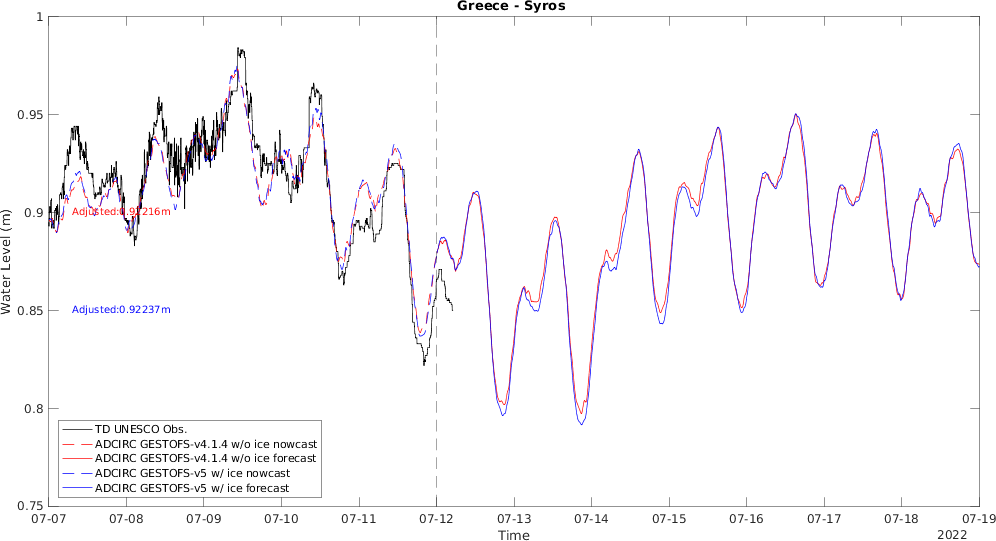 Greece - Syros
1
0.95
0.9
0.85
0.8
0.75
Water Level (m)
Adjusted:0.92216m
Adjusted:0.92237m
TD UNESCO Obs.
ADCIRC GESTOFS-v4.1.4 w/o ice nowcast
ADCIRC GESTOFS-v4.1.4 w/o ice forecast
ADCIRC GESTOFS-v5 w/ ice nowcast
ADCIRC GESTOFS-v5 w/ ice forecast
07-07 07-08 07-09 07-10 07-11 07-12 07-13 07-14 07-15 07-16 07-17 07-18 07-19
Time
2022